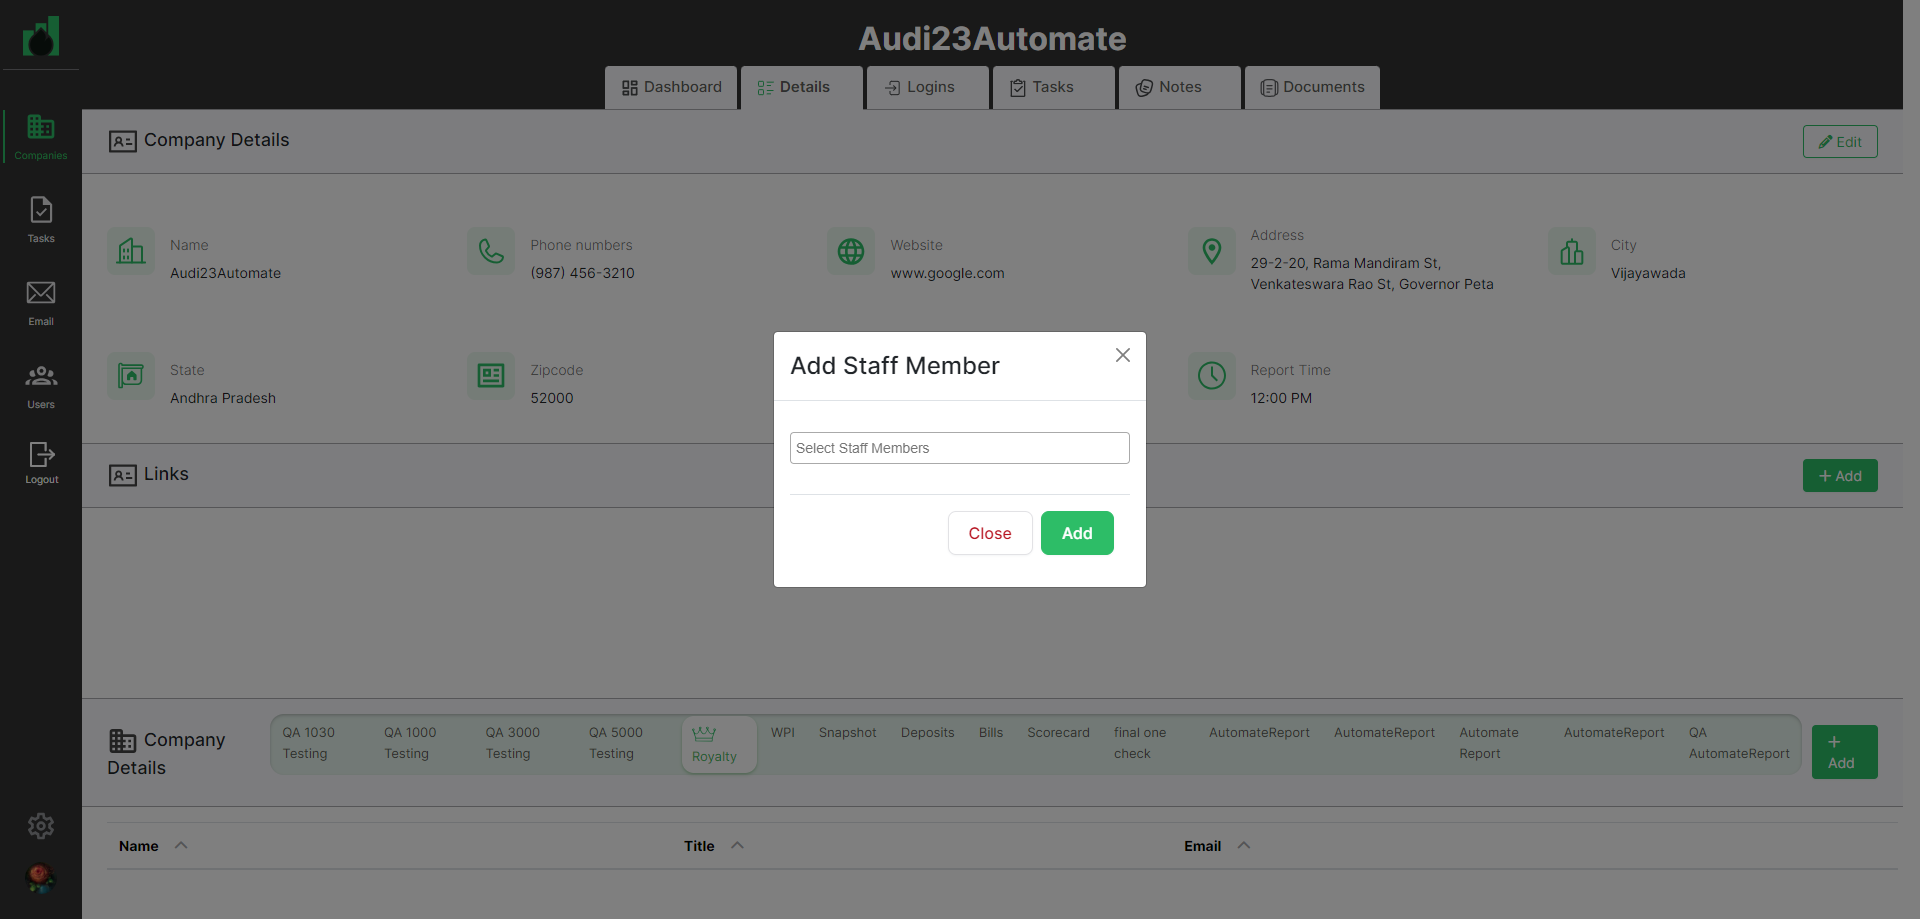 Audi23Automate
Dashboard
Details
Logins
Tasks
Notes
Documents
Companies
Tasks
Email
Users
Logout
Company Details
Edit
Name
Audi23Automate
Phone numbers
(987) 456-3210
Website
www.google.com
Address
29-2-20, Rama Mandiram St,
Venkateswara Rao St, Governor Peta
City
Vijayawada
State
Andhra Pradesh
Zipcode
52000
Report Time
12:00 PM
Add Staff Member
Select Staff Members
Close
Add
Links
+ Add
Company
Details
QA 1030
Testing
QA 1000
Testing
QA 3000
Testing
QA 5000
Testing
Royalty
WPI
Snapshot
Deposits
Bills
Scorecard
final one
check
AutomateReport
AutomateReport
Automate
Report
AutomateReport
QA
AutomateReport
+
Add
Name
Title
Email